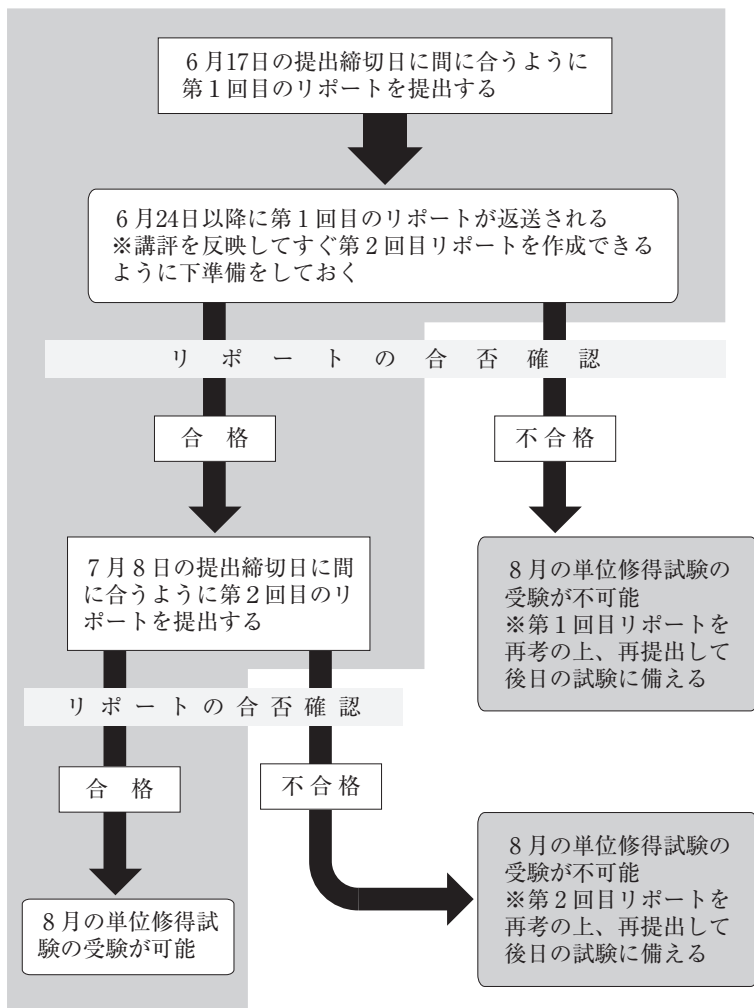 6月17日の提出締切日に間に合うように
第1回目のリポートを提出する
6月24日以降に第1回目のリポートが返送される
※講評を反映してすぐ第2回目リポートを作成できる
ように下準備をしておく
リポートの合否確認
合格
不合格
7月8日の提出締切日に間
に合うように第2回目のリ
ポートを提出する
8月の単位修得試験の
受験が不可能
※第1回目リポートを
再考の上、再提出して
後日の試験に備える
リポートの合否確認
合格
不合格
8月の単位修得試
験の受験が可能
8月の単位修得試験の
受験が不可能
※第2回目リポートを
再考の上、再提出して
後日の試験に備える